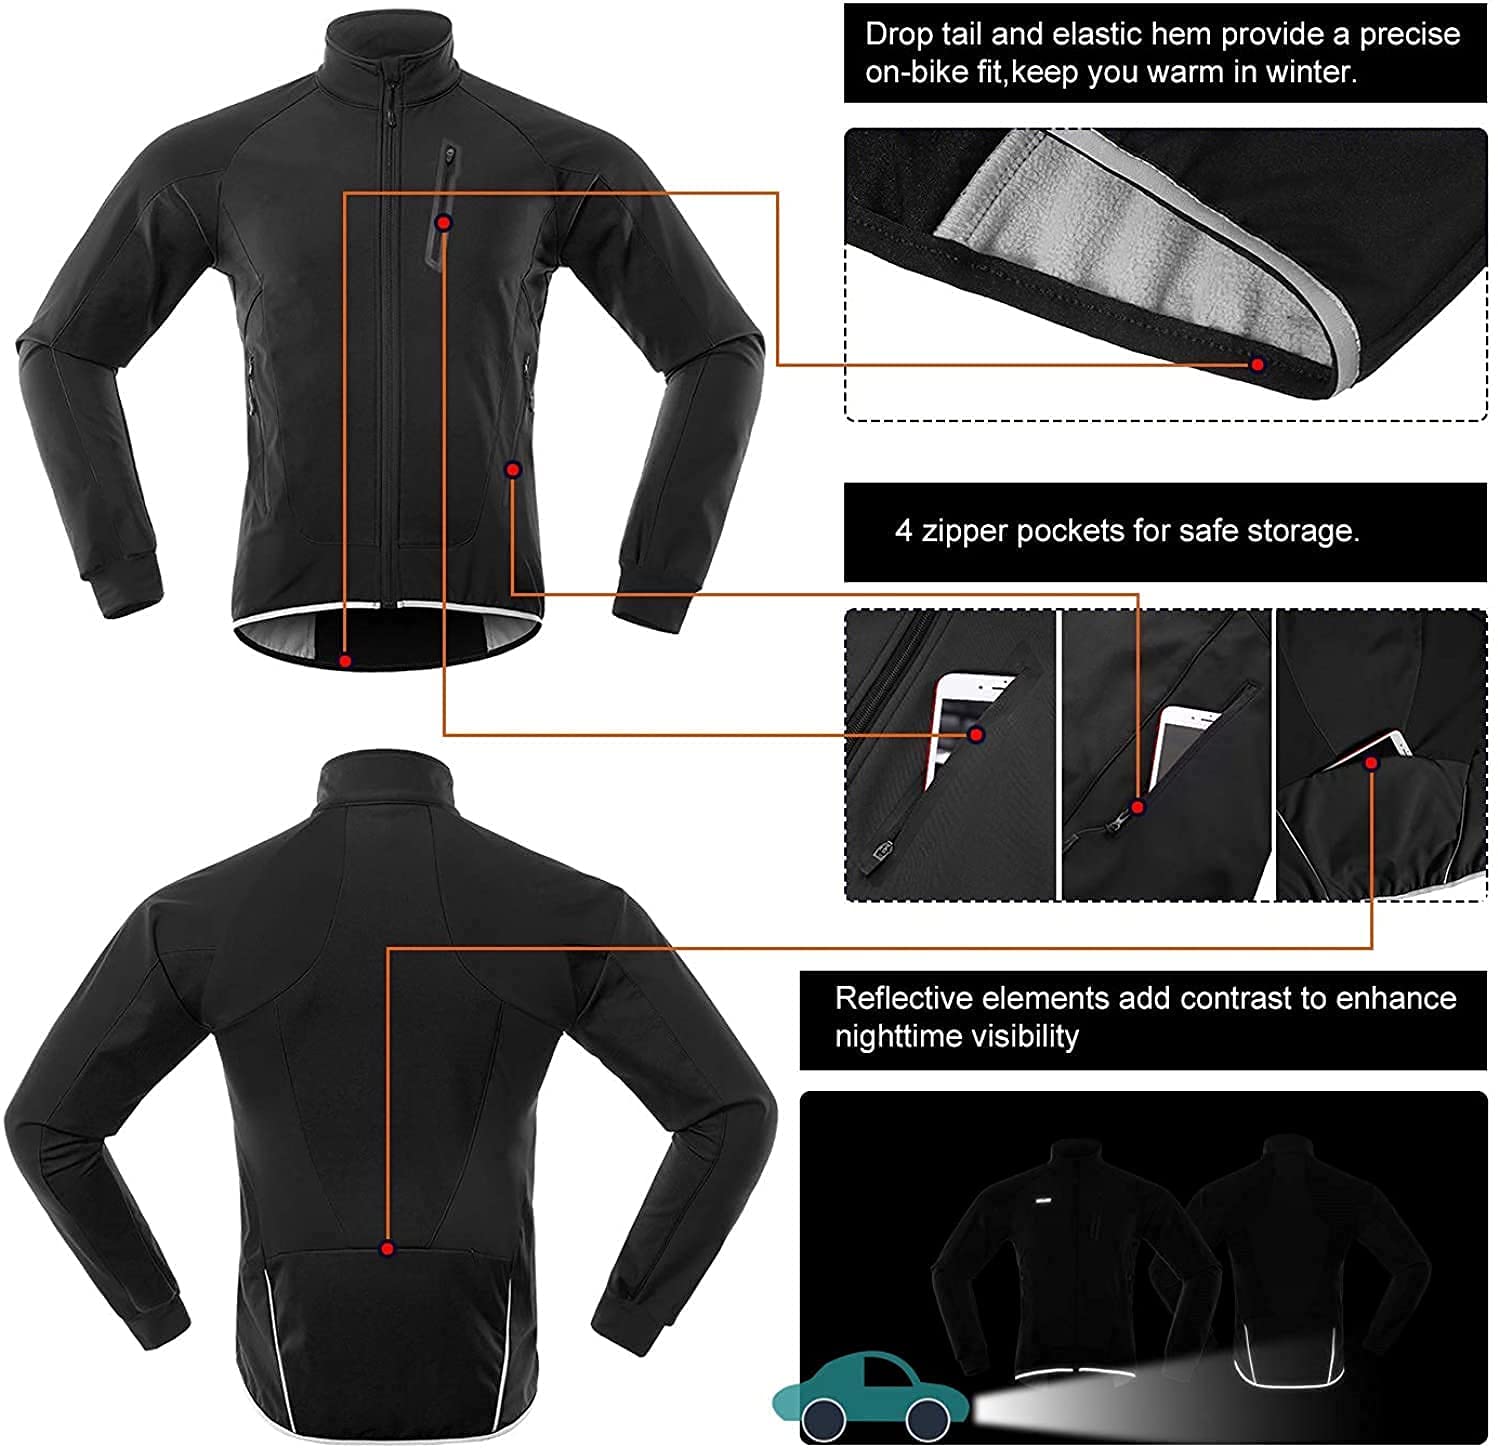 Drop tail and elastic hem provide a precise
on-bike fit,keep you warm in winter.
4 zipper pockets for safe storage.
Reflective elements add contrast to enhance
nighttime visibility